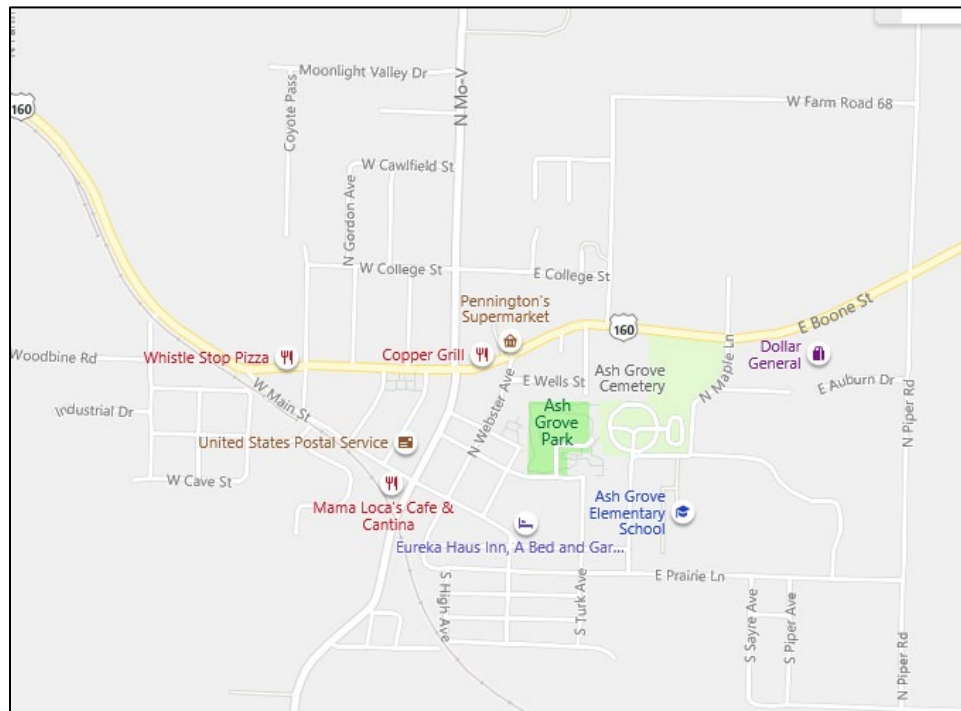 N Farm
Moonlight Valley Dr
160
Coyote Pass
N Mo-V
W Farm Road 68
W Cawlfield St
N Gordon Ave
W College St
E College St
Pennington's
Supermarket
160
E Boone St
Woodbine Rd
Whistle Stop Pizza
Copper Grill
Dollar
General
N Maple Ln
E Wells St
Ash Grove
Cemetery
E Auburn Dr
W Main St
Industrial Dr
N Webster Ave
Ash
Grove
Park
N Piper Rd
United States Postal Service
W Cave St
Mama Loca's Cafe &
Cantina
Ash Grove
Elementary
School
Eureka Haus Inn, A Bed and Gar...
S High Ave
S Turk Ave
E Prairie Ln
S Sayre Ave
S Piper Ave
N Piper Rd